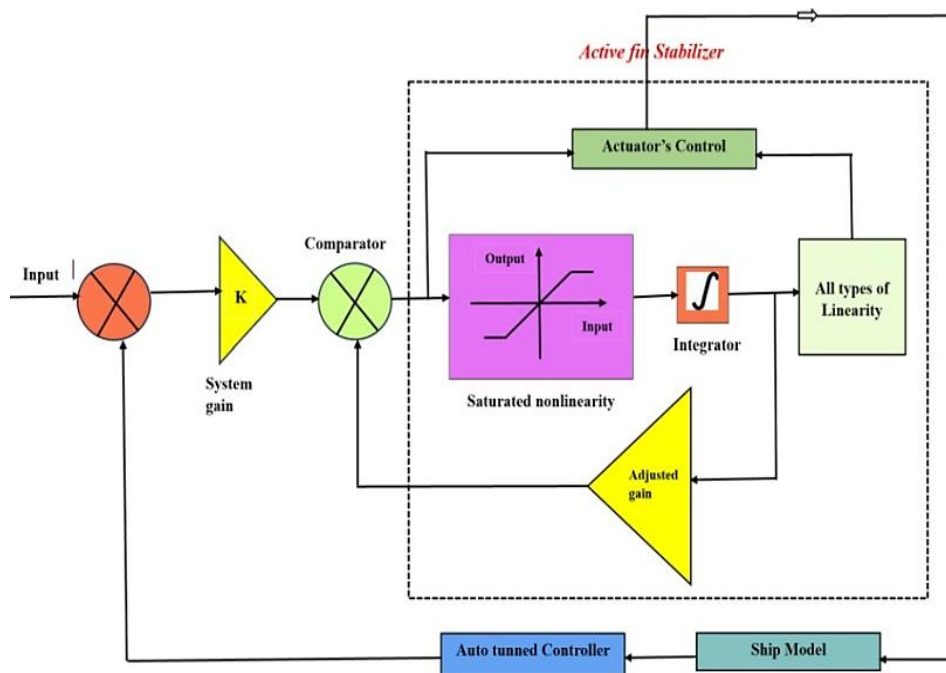 Active fin Stabilizer
Actuator's Control
Comparator
Input
K
System
gain
Output
Input
Saturated nonlinearity
Integrator
All types of
Linearity
Adjusted
gain
Auto tunned Controller
Ship Model